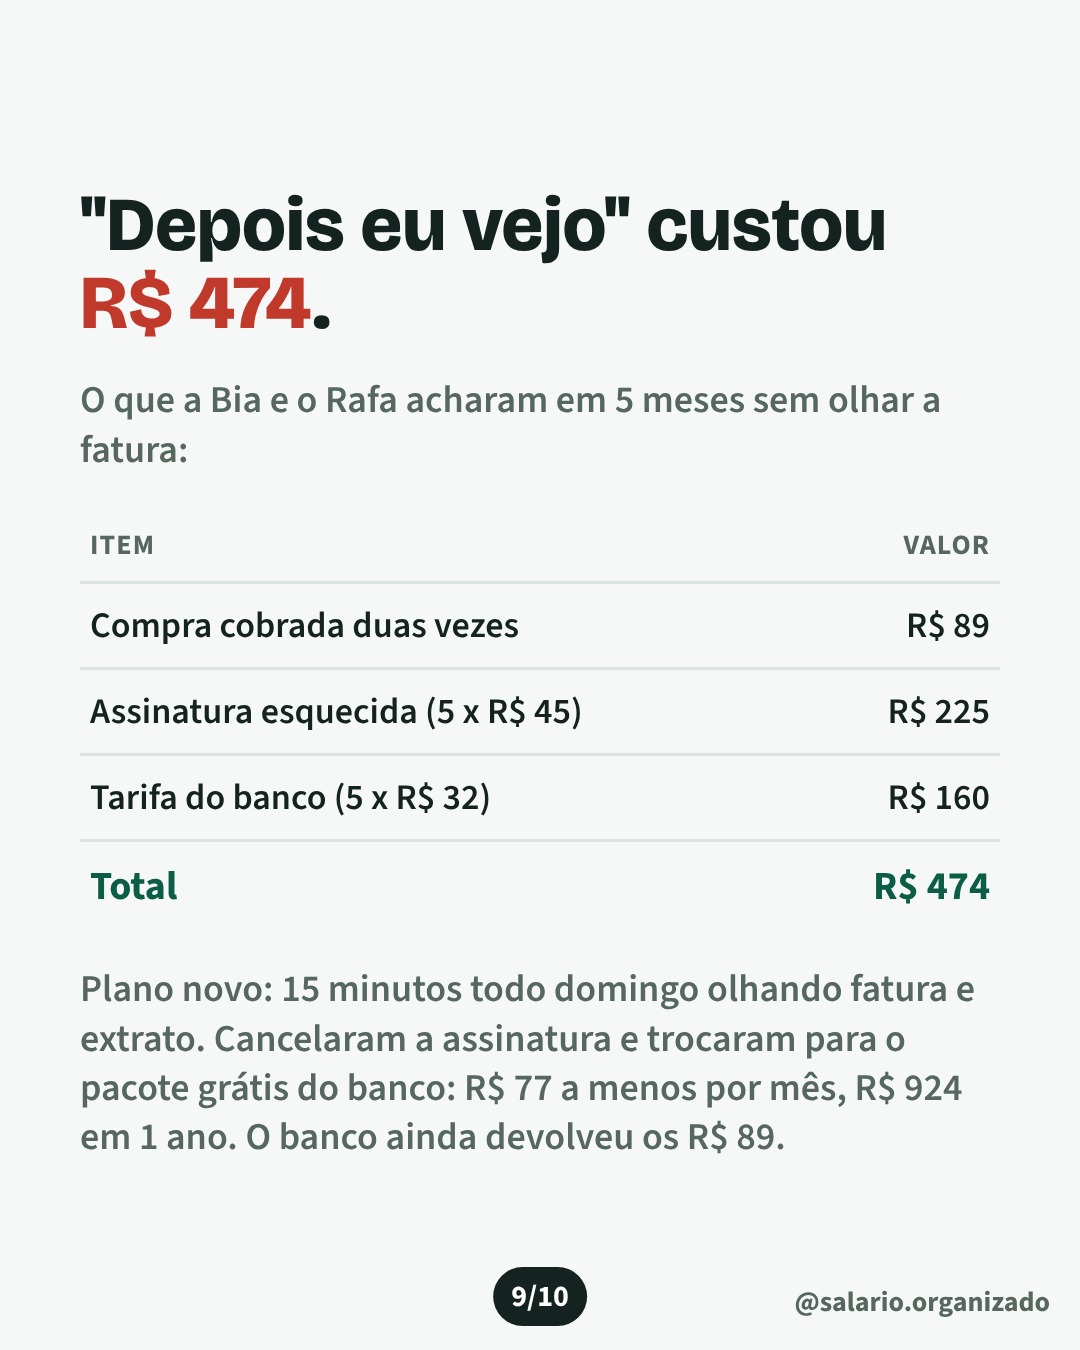 "Depois eu vejo" custou
R$ 474.
O que a Bia e o Rafa acharam em 5 meses sem olhar a
fatura:
ITEM VALOR
Compra cobrada duas vezes R$ 89
Assinatura esquecida (5 x R$ 45) R$ 225
Tarifa do banco (5 x R$ 32) R$ 160
Total R$ 474
Plano novo: 15 minutos todo domingo olhando fatura e
extrato. Cancelaram a assinatura e trocaram para o
pacote grátis do banco: R$ 77 a menos por mês, R$ 924
em 1 ano. O banco ainda devolveu os R$ 89.
9/10
@salario.organizado